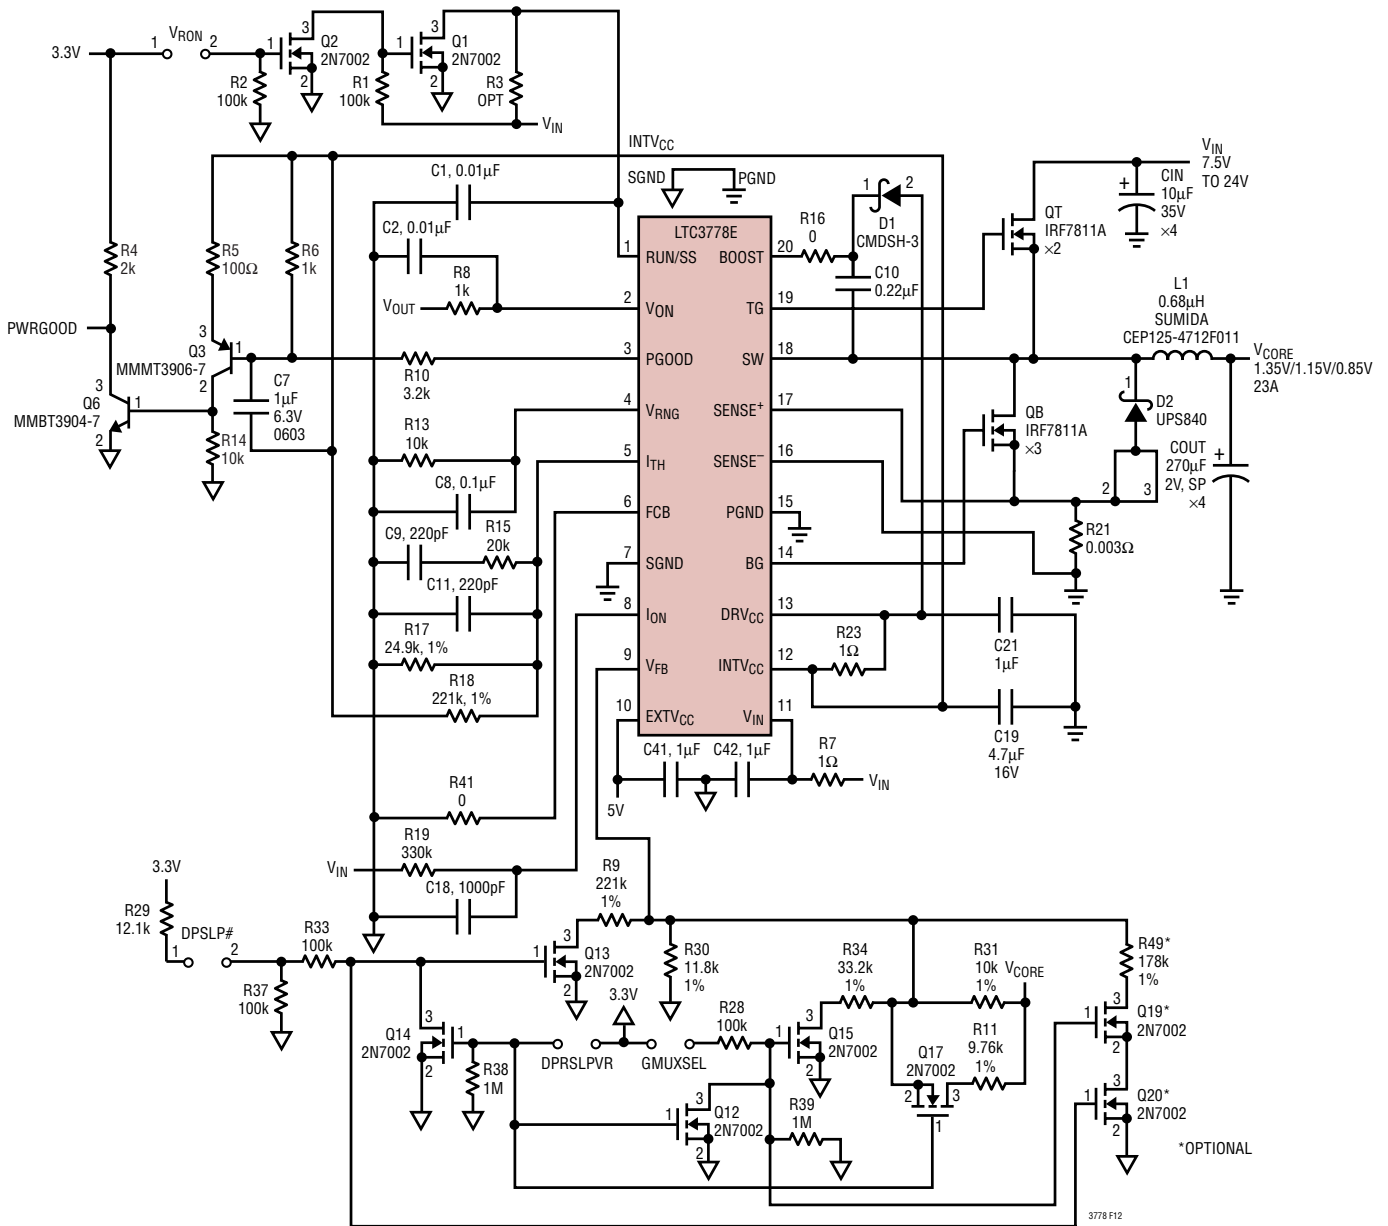 3.3V
1
VRON
2
1
3
2
Q2
2N7002
R2
100k
R1
100k
1
3
2
Q1
2N7002
R3
OPT
VIN
INTVCC
R4
2k
R5
100Ω
R6
1k
PWRGOOD
3
1
2
Q3
MMMT3906-7
3
1
2
Q6
MMBT3904-7
R14
10k
C7
1µF
6.3V
0603
C1, 0.01µF
C2, 0.01µF
R8
1k
VOUT
R10
3.2k
R13
10k
C8, 0.1µF
C9, 220pF
R15
20k
C11, 220pF
R17
24.9k, 1%
R18
221k, 1%
R41
0
R19
330k
VIN
C18, 1000pF
SGND
PGND
LTC3778E
1 RUN/SS
2 VON
3 PGOOD
4 VRNG
5 ITH
6 FCB
7 SGND
8 ION
9 VFB
10 EXTVCC
BOOST 20
TG 19
SW 18
SENSE+ 17
SENSE– 16
PGND 15
BG 14
DRVCC 13
INTVCC 12
VIN 11
R16
0
1
2
D1
CMDSH-3
C10
0.22µF
QT
IRF7811A
×2
VIN
7.5V
TO 24V
CIN
10µF
35V
×4
+
L1
0.68µH
SUMIDA
CEP125-4712F011
VCORE
1.35V/1.15V/0.85V
23A
QB
IRF7811A
×3
1
D2
UPS840
2
3
COUT
270µF
2V, SP
×4
+
R21
0.003Ω
R23
1Ω
C21
1µF
C19
4.7µF
16V
C41, 1µF
C42, 1µF
5V
R7
1Ω
VIN
3.3V
R29
12.1k
1
DPSLP#
2
R33
100k
R37
100k
R9
221k
1%
1
3
2
Q13
2N7002
3.3V
Q14
2N7002
3
1
2
R38
1M
DPRSLPVR
GMUXSEL
R28
100k
R30
11.8k
1%
1
3
2
Q15
2N7002
R34
33.2k
1%
R31
10k
1%
VCORE
R11
9.76k
1%
Q17
2N7002
2
3
1
1
3
2
Q12
2N7002
R39
1M
R49*
178k
1%
1
3
2
Q19*
2N7002
1
3
2
Q20*
2N7002
*OPTIONAL
3778 F12